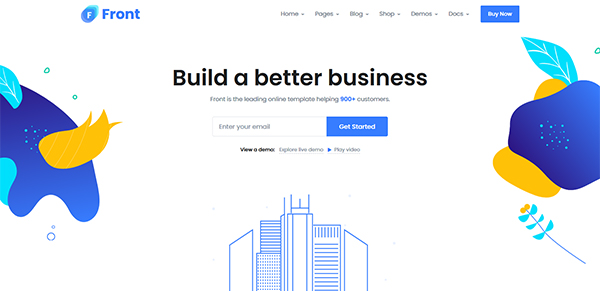 Front
Home Pages Blog Shop Demos Docs Buy Now
Build a better business
Front is the leading online template helping 900+ customers.
Enter your email Get Started
View a demo: Explore live demo Play video